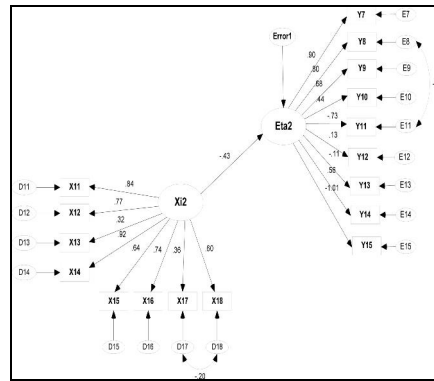 Y7
E7
Error1
Y8
E8
.90
.80
Y9
E9
.68
.44
Y10
E10
Eta2
-.73
Y11
E11
.13
-.11
Y12
E12
-.43
.56
Y13
E13
-1.01
Y14
E14
Y15
E15
D11
X11
.84
D12
X12
.77
Xi2
D13
X13
.32
D14
X14
.92
.64
.74
.36
.60
X15
X16
X17
X18
D15
D16
D17
D18
-.20